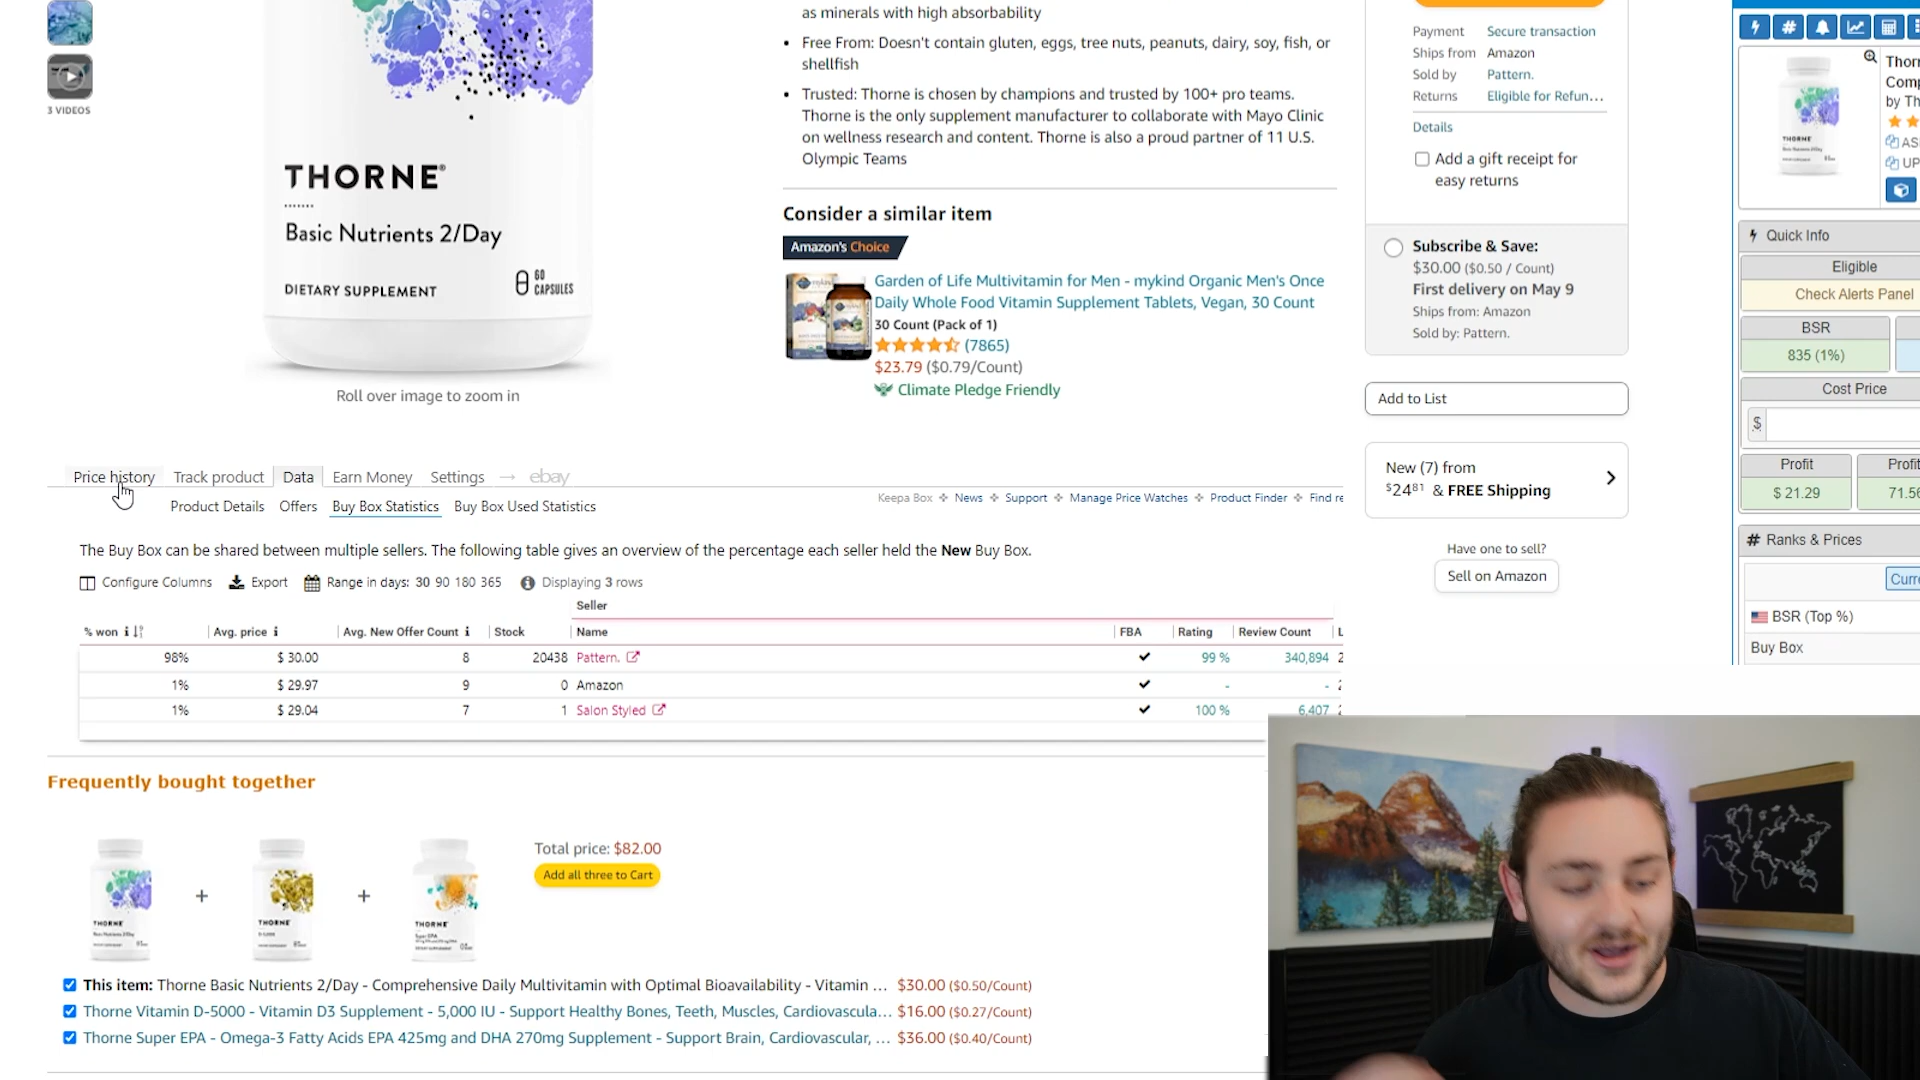 3 VIDEOS
THORNE®
Basic Nutrients 2/Day
DIETARY SUPPLEMENT
60
CAPSULES
Roll over image to zoom in
as minerals with high absorbability
• Free From: Doesn't contain gluten, eggs, tree nuts, peanuts, dairy, soy, fish, or
shellfish
• Trusted: Thorne is chosen by champions and trusted by 100+ pro teams.
Thorne is the only supplement manufacturer to collaborate with Mayo Clinic
on wellness research and content. Thorne is also a proud partner of 11 U.S.
Olympic Teams
Consider a similar item
Amazon's Choice
Garden of Life Multivitamin for Men - mykind Organic Men's Once
Daily Whole Food Vitamin Supplement Tablets, Vegan, 30 Count
30 Count (Pack of 1)
(7865)
$23.79 ($0.79/Count)
Climate Pledge Friendly
Payment Secure transaction
Ships from Amazon
Sold by Pattern.
Returns Eligible for Refun...
Details
Add a gift receipt for
easy returns
Subscribe & Save:
$30.00 ($0.50 / Count)
First delivery on May 9
Ships from: Amazon
Sold by: Pattern.
Add to List
New (7) from
$24.81 & FREE Shipping
Have one to sell?
Sell on Amazon
Thorn
Comp
by Th
AS
UP
THORNE
Quick Info
Eligible
Check Alerts Panel
BSR
835 (1%)
Cost Price
$
Profit Profit
$ 21.29 71.56
# Ranks & Prices
Curre
BSR (Top %)
Buy Box
Price history Track product Data Earn Money Settings → ebay
Keepa Box News Support Manage Price Watches Product Finder Find re
Product Details Offers Buy Box Statistics Buy Box Used Statistics
The Buy Box can be shared between multiple sellers. The following table gives an overview of the percentage each seller held the New Buy Box.
Configure Columns Export Range in days: 30 90 180 365 Displaying 3 rows
Seller
% won Avg. price Avg. New Offer Count Stock Name FBA Rating Review Count L
98% $ 30.00 8 20438 Pattern. ✔ 99 % 340,894 2
1% $ 29.97 9 0 Amazon ✔ - - 2
1% $ 29.04 7 1 Salon Styled ✔ 100 % 6,407 2
Frequently bought together
THORNE + THORNE + THORNE
Total price: $82.00
Add all three to Cart
This item: Thorne Basic Nutrients 2/Day - Comprehensive Daily Multivitamin with Optimal Bioavailability - Vitamin ... $30.00 ($0.50/Count)
Thorne Vitamin D-5000 - Vitamin D3 Supplement - 5,000 IU - Support Healthy Bones, Teeth, Muscles, Cardiovascula... $16.00 ($0.27/Count)
Thorne Super EPA - Omega-3 Fatty Acids EPA 425mg and DHA 270mg Supplement - Support Brain, Cardiovascular, ... $36.00 ($0.40/Count)